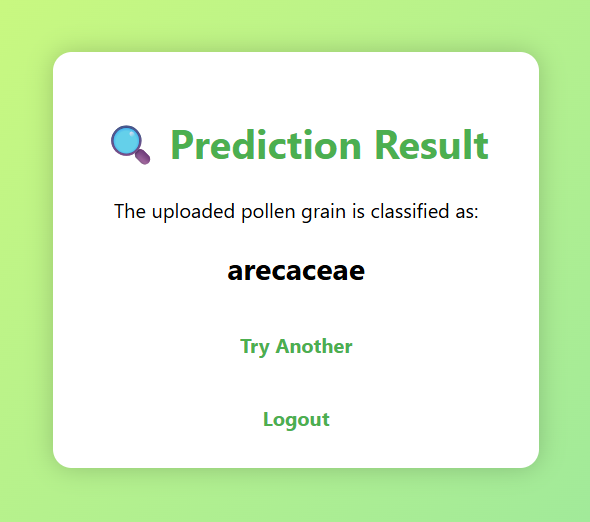 Prediction Result
The uploaded pollen grain is classified as:
arecaceae
Try Another
Logout